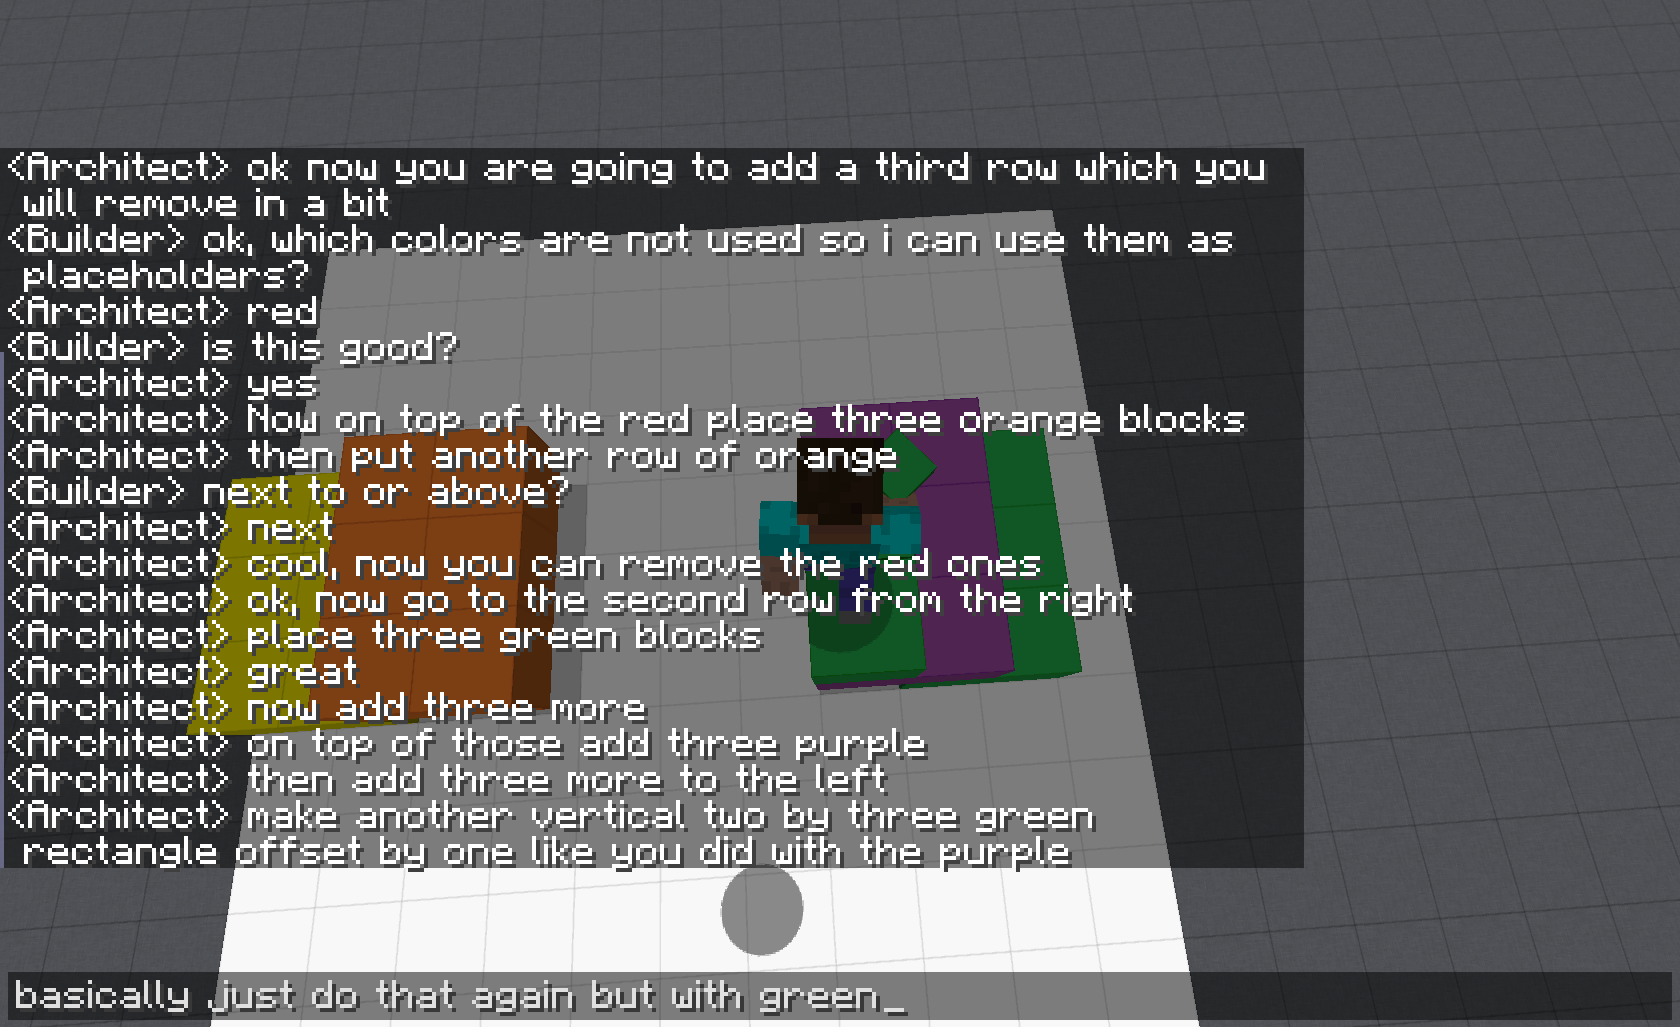 <Architect> ok now you are going to add a third row which you
will remove in a bit
<Builder> ok, which colors are not used so i can use them as
placeholders?
<Architect> red
<Builder> is this good?
<Architect> yes
<Architect> Now on top of the red place three orange blocks
<Architect> then put another row of orange
<Builder> next to or above?
<Architect> next
<Architect> cool, now you can remove the red ones
<Architect> ok, now go to the second row from the right
<Architect> place three green blocks
<Architect> great
<Architect> now add three more
<Architect> on top of those add three purple
<Architect> then add three more to the left
<Architect> make another vertical two by three green
rectangle offset by one like you did with the purple
basically just do that again but with green_